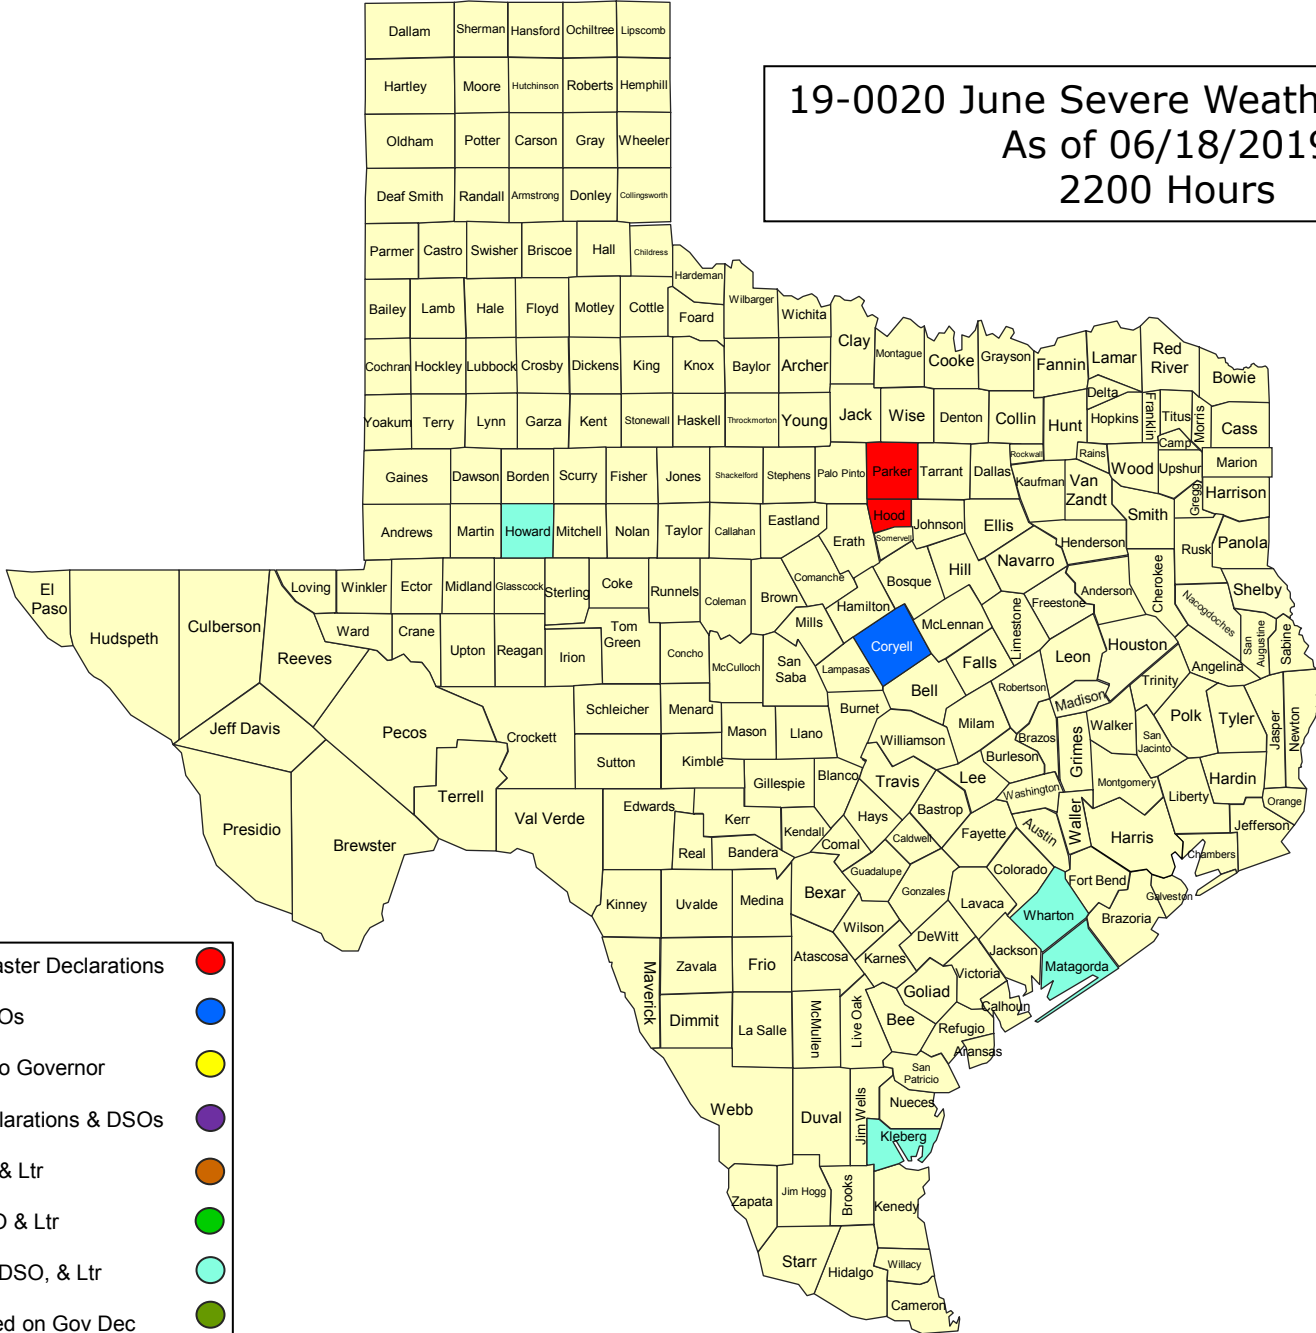 19-0020 June Severe Weath
As of 06/18/2019
2200 Hours
Dallam Sherman Hansford Ochiltree Lipscomb
Hartley Moore Hutchinson Roberts Hemphill
Oldham Potter Carson Gray Wheeler
Deaf Smith Randall Armstrong Donley Collingsworth
Parmer Castro Swisher Briscoe Hall Childress
Hardeman
Bailey Lamb Hale Floyd Motley Cottle Foard Wilbarger Wichita
Clay Montague Cooke Grayson Fannin Lamar Red River Bowie
Cochran Hockley Lubbock Crosby Dickens King Knox Baylor Archer
Delta
Yoakum Terry Lynn Garza Kent Stonewall Haskell Throckmorton Young Jack Wise Denton Collin Hunt Hopkins Franklin Titus Morris Cass
Camp
Gaines Dawson Borden Scurry Fisher Jones Shackelford Stephens Palo Pinto Parker Tarrant Dallas Rockwall Kaufman Rains Van Zandt Wood Upshur Marion
Gregg Harrison
Andrews Martin Howard Mitchell Nolan Taylor Callahan Eastland Erath Hood Somervell Johnson Ellis Henderson Smith Rusk Panola
El Paso Hudspeth Culberson Loving Winkler Ector Midland Glasscock Sterling Coke Runnels Coleman Brown Comanche Hamilton Bosque Hill Navarro Freestone Anderson Cherokee Nacogdoches Shelby
Reeves Ward Crane Upton Reagan Irion Tom Green Concho McCulloch San Saba Mills Lampasas Coryell McLennan Limestone Falls Leon Houston Angelina San Augustine Sabine
Jeff Davis Pecos Crockett Schleicher Menard Mason Llano Burnet Bell Milam Robertson Madison Trinity Walker Polk Tyler Jasper Newton
Terrell Sutton Kimble Gillespie Blanco Williamson Travis Lee Burleson Brazos Grimes San Jacinto Montgomery Liberty Hardin Orange
Presidio Brewster Val Verde Edwards Kerr Real Bandera Kendall Comal Hays Caldwell Bastrop Fayette Washington Austin Waller Harris Chambers Jefferson
Kinney Uvalde Medina Bexar Guadalupe Gonzales Lavaca Colorado Wharton Fort Bend Brazoria Galveston
Maverick Zavala Frio Atascosa Wilson Karnes DeWitt Victoria Jackson Matagorda
Dimmit La Salle McMullen Live Oak Bee Goliad Refugio Calhoun Aransas
San Patricio
Webb Duval Jim Wells Nueces
Kleberg
Zapata Jim Hogg Brooks Kenedy
Starr Hidalgo Willacy
Cameron
aster Declarations
Os
o Governor
larations & DSOs
& Ltr
O & Ltr
DSO, & Ltr
ed on Gov Dec